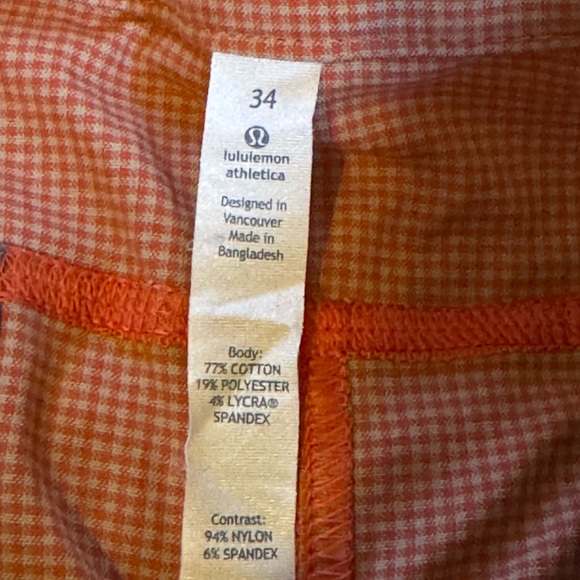 34
lululemon
athletica
Designed in
Vancouver
Made in
Bangladesh
Body:
77% COTTON
19% POLYESTER
4% LYCRA®
SPANDEX
Contrast:
94% NYLON
6% SPANDEX